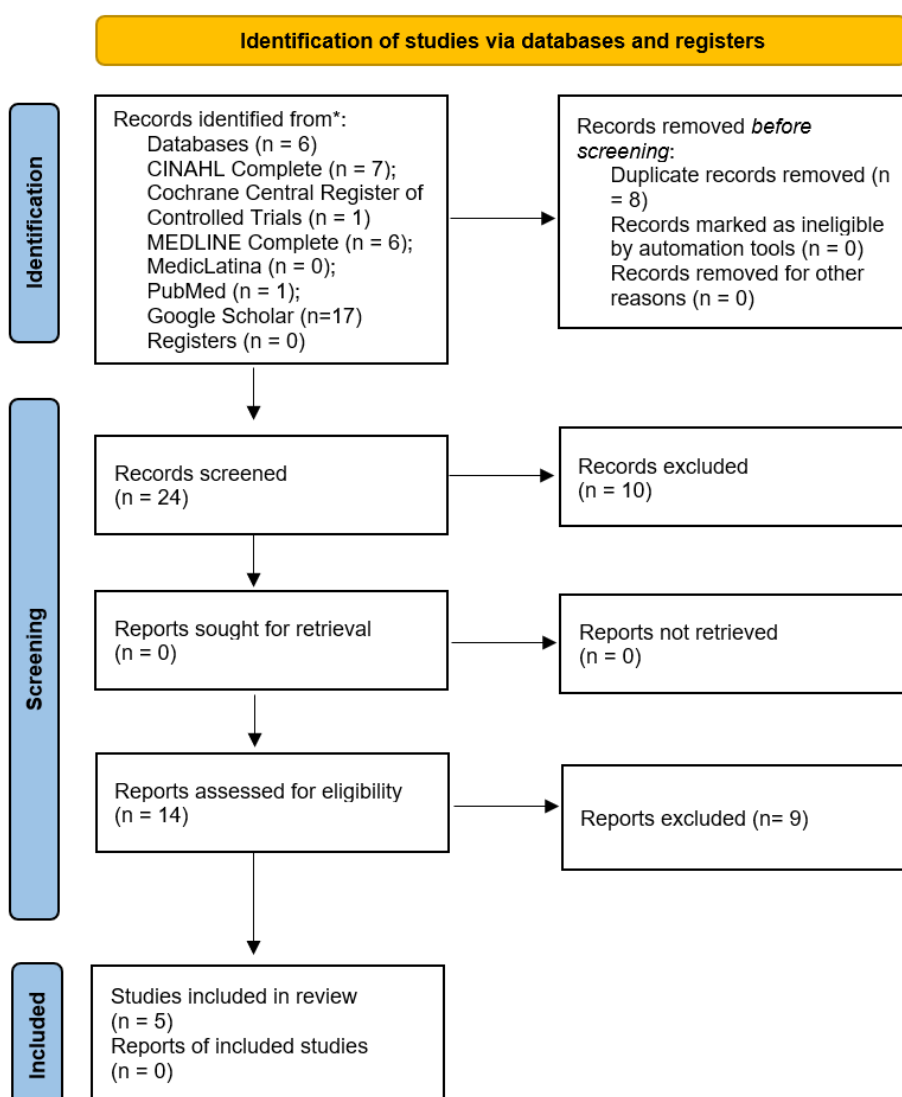 Identification of studies via databases and registers
Identification
Records identified from*:
Databases (n = 6)
CINAHL Complete (n = 7);
Cochrane Central Register of
Controlled Trials (n = 1)
MEDLINE Complete (n = 6);
MedicLatina (n = 0);
PubMed (n = 1);
Google Scholar (n=17)
Registers (n = 0)
Records removed before
screening:
Duplicate records removed (n
= 8)
Records marked as ineligible
by automation tools (n = 0)
Records removed for other
reasons (n = 0)
Screening
Records screened
(n = 24)
Records excluded
(n = 10)
Reports sought for retrieval
(n = 0)
Reports not retrieved
(n = 0)
Reports assessed for eligibility
(n = 14)
Reports excluded (n= 9)
Included
Studies included in review
(n = 5)
Reports of included studies
(n = 0)